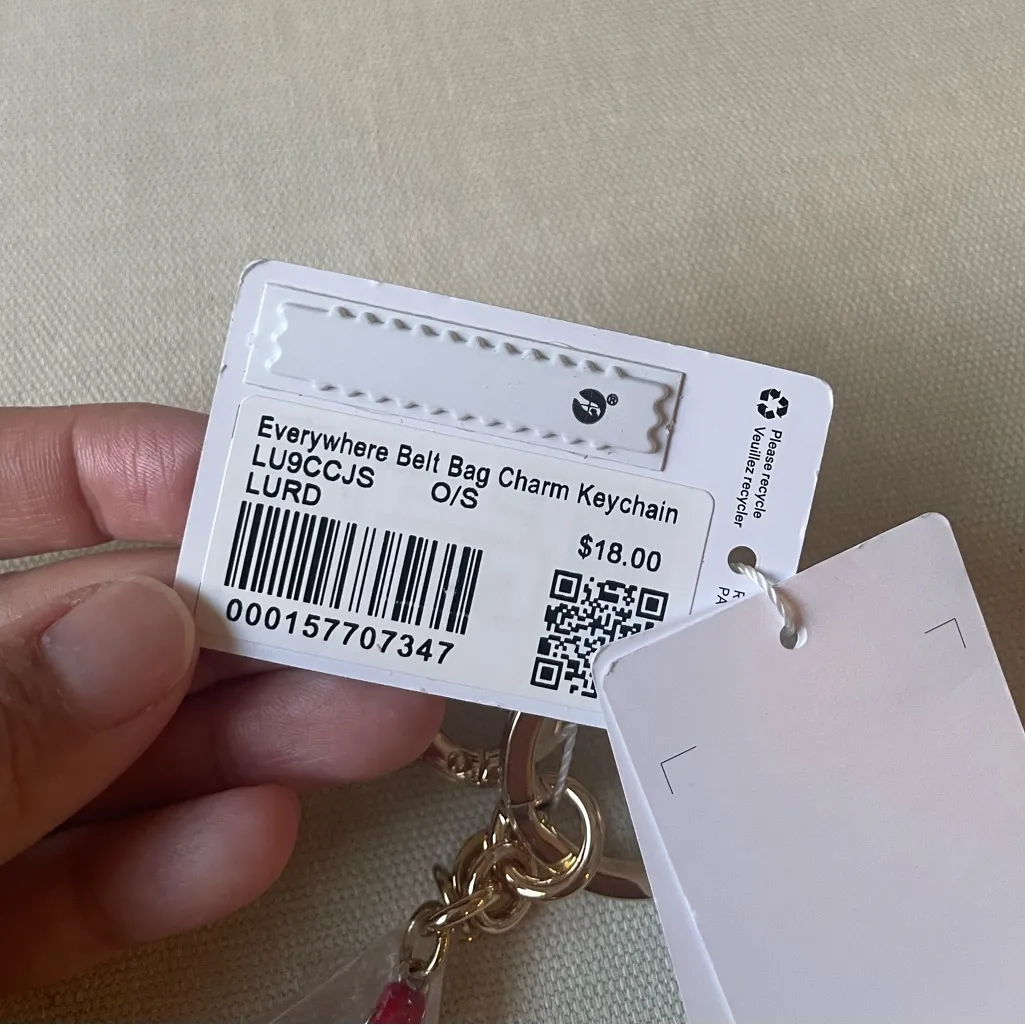 Everywhere Belt Bag Charm Keychain
LU9CCJS O/S
LURD
$18.00
000157707347
®
Please recycle
Veuillez recycler